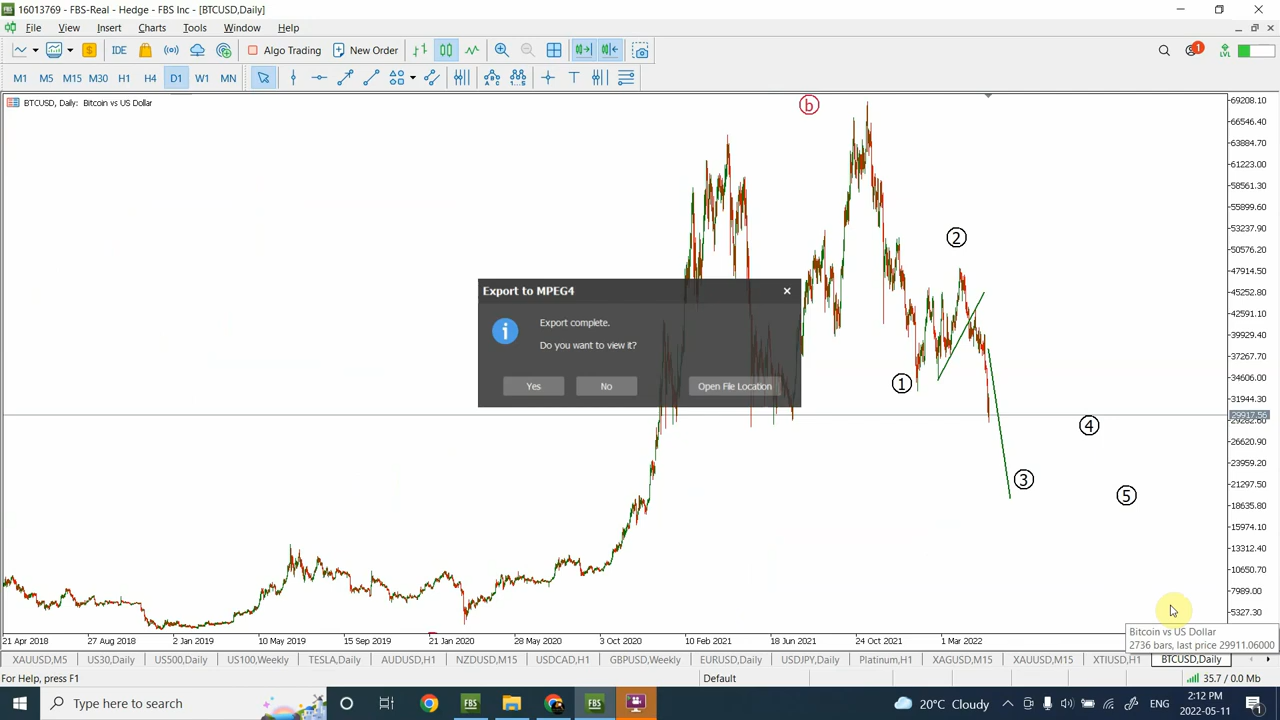 16013769 - FBS-Real - Hedge - FBS Inc - [BTCUSD,Daily]
File View Insert Charts Tools Window Help
IDE Algo Trading New Order 1 LVL
M1 M5 M15 M30 H1 H4 D1 W1 MN
BTCUSD, Daily: Bitcoin vs US Dollar
b
69208.10
66546.40
63884.70
61223.00
58561.30
55899.60
53237.90
50576.20
47914.50
45252.80
42591.10
39929.40
37267.70
34606.00
31944.30
29917.56
29282.60
26620.90
23959.20
21297.50
18635.80
15974.10
13312.40
10650.70
7989.00
5327.30
2
1
4
3
5
Export to MPEG4
Export complete.
Do you want to view it?
Yes No Open File Location
21 Apr 2018 27 Aug 2018 2 Jan 2019 10 May 2019 15 Sep 2019 21 Jan 2020 28 May 2020 3 Oct 2020 10 Feb 2021 18 Jun 2021 24 Oct 2021 1 Mar 2022
Bitcoin vs US Dollar
2736 bars, last price 29911.06000
XAUUSD,M5 US30,Daily US500,Daily US100,Weekly TESLA,Daily AUDUSD,H1 NZDUSD,M15 USDCAD,H1 GBPUSD,Weekly EURUSD,Daily USDJPY,Daily Platinum,H1 XAGUSD,M15 XAUUSD,M15 XTIUSD,H1 BTCUSD,Daily
For Help, press F1 Default 35.7 / 0.0 Mb
Type here to search 20°C Cloudy ENG 2:12 PM
2022-05-11 1